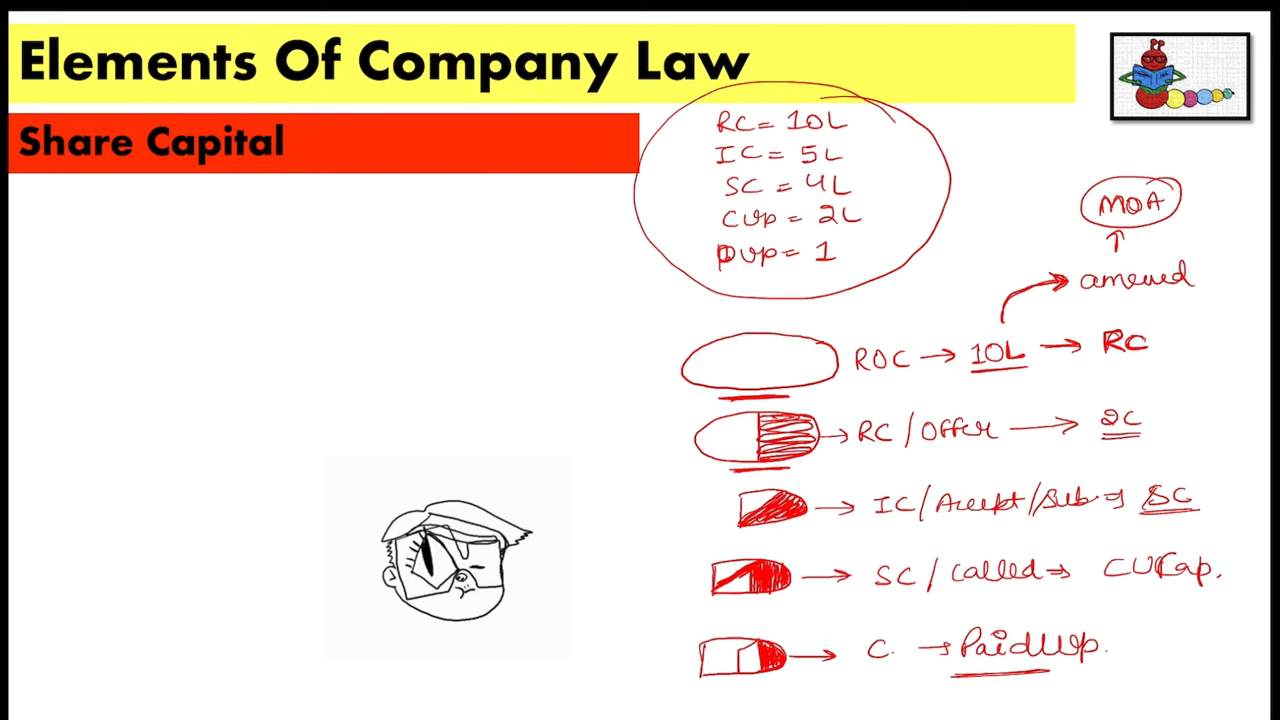 Elements Of Company Law
Share Capital
RC = 10L
IC = 5L
SC = 4L
Cup = 2L
pup = 1
MOA
amend
ROC → 10L → RC
RC / Offer →
IC / Accept / Sub ⇒ SC
SC / Called ⇒ CUCap.
C. → PaidUp.